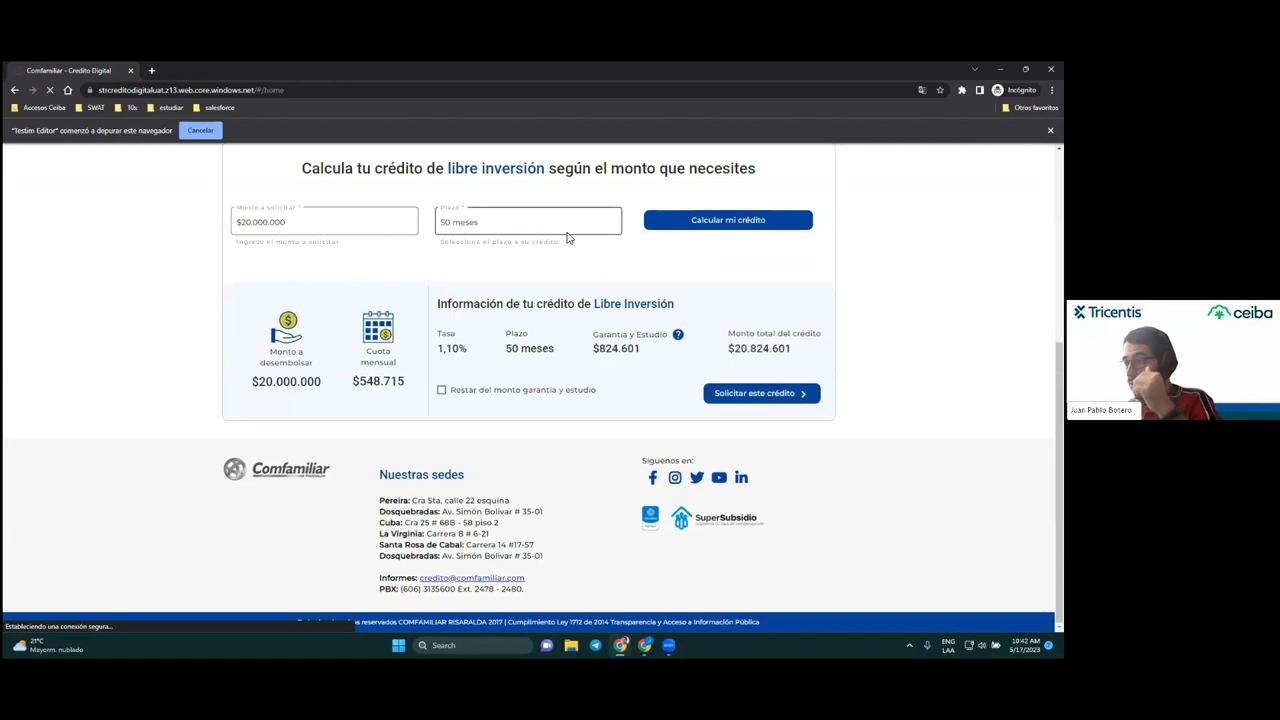 Comfamiliar - Credito Digital
strcreditodigitaluat.z13.web.core.windows.net/#/home
Incógnito
Accesos Ceiba
SWAT
10x
estudiar
salesforce
Otros favoritos
"Testim Editor" comenzó a depurar este navegador
Cancelar
Calcula tu crédito de libre inversión según el monto que necesites
Monto a solicitar *
$20.000.000
Ingrese el monto a solicitar
Plazo *
50 meses
Selecciona el plazo a su crédito
Calcular mi crédito
Monto a
desembolsar
$20.000.000
Cuota
mensual
$548.715
Información de tu crédito de Libre Inversión
Tasa
1,10%
Plazo
50 meses
Garantía y Estudio ?
$824.601
Monto total del crédito
$20.824.601
Restar del monto garantia y estudio
Solicitar este crédito
Comfamiliar
Nuestras sedes
Pereira: Cra 5ta, calle 22 esquina
Dosquebradas: Av. Simón Bolivar # 35-01
Cuba: Cra 25 # 68B - 58 piso 2
La Virginia: Carrera 8 # 6-21
Santa Rosa de Cabal: Carrera 14 #17-57
Dosquebradas: Av. Simón Bolivar # 35-01
Informes: credito@comfamiliar.com
PBX: (606) 3135600 Ext. 2478 - 2480.
Síguenos en:
SuperSubsidio
reservados COMFAMILIAR RISARALDA 2017 | Cumplimiento Ley 1712 de 2014 Transparencia y Acceso a Información Pública
Estableciendo una conexión segura...
21°C
Mayorm. nublado
Search
ENG
LAA
10:42 AM
5/17/2023
Tricentis
ceiba
Juan Pablo Botero